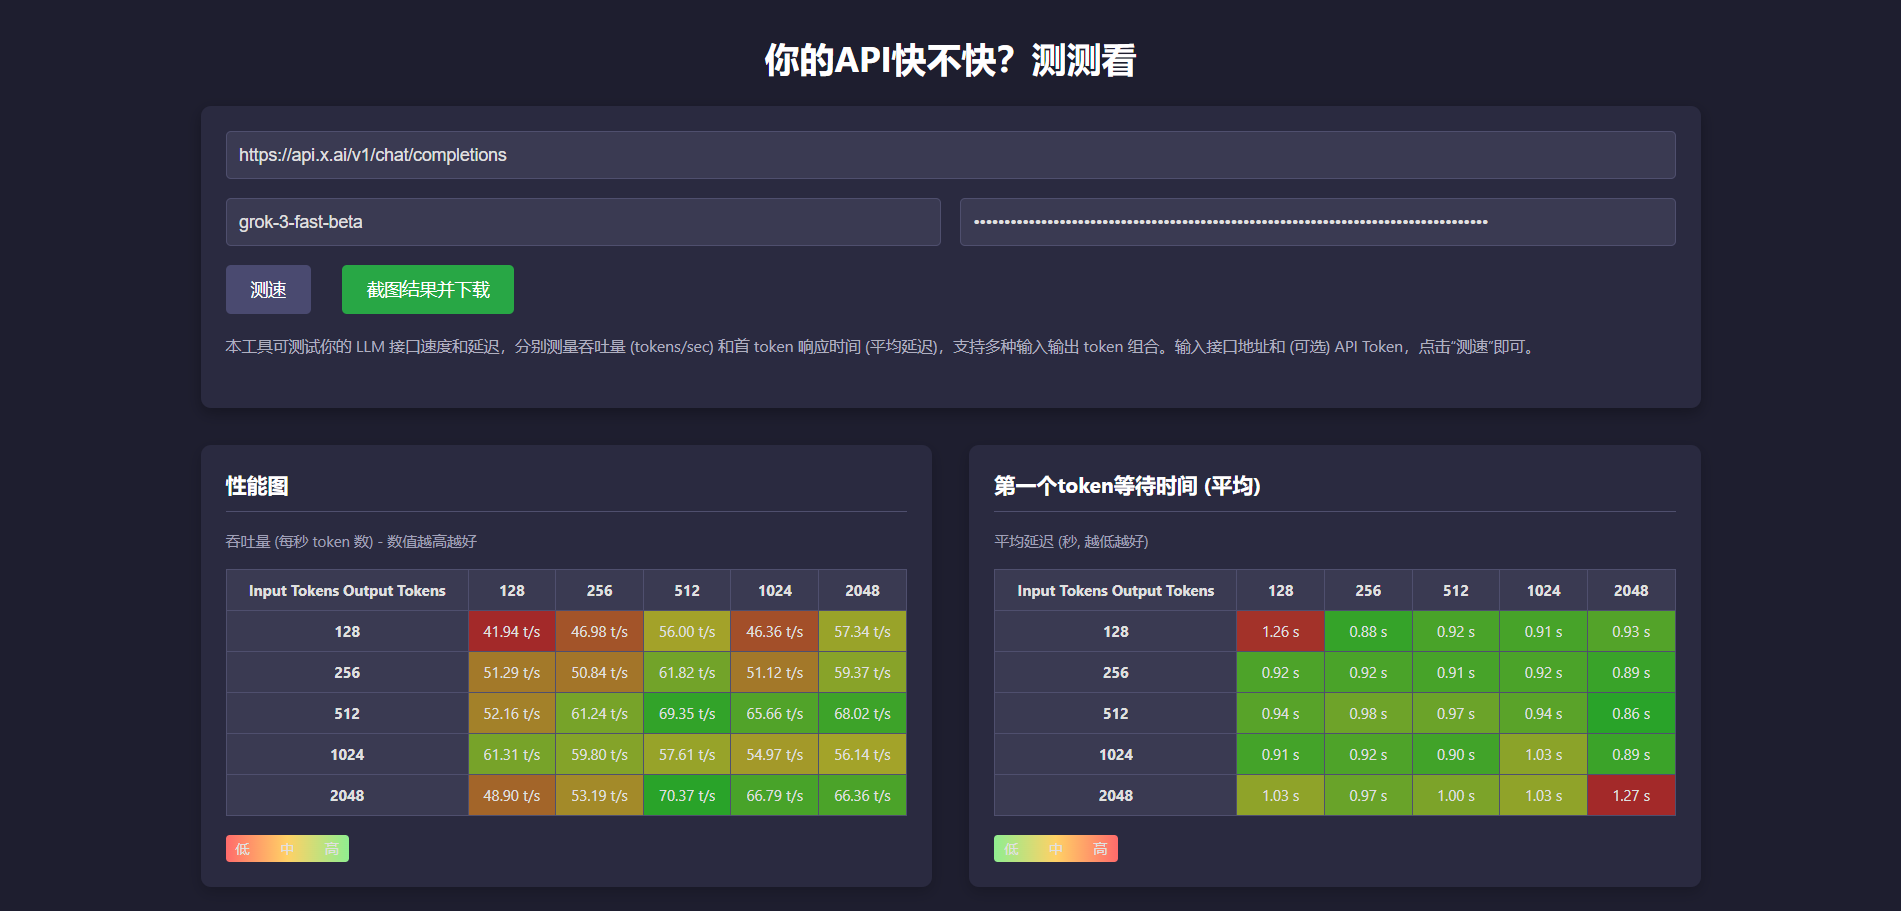 你的API快不快？测测看
https://api.x.ai/v1/chat/completions
grok-3-fast-beta
••••••••••••••••••••••••••••••••••••••••••••••••••••••••••••••••••••••••••••••••••••
测速 截图结果并下载
本工具可测试你的 LLM 接口速度和延迟，分别测量吞吐量 (tokens/sec) 和首 token 响应时间 (平均延迟)，支持多种输入输出 token 组合。输入接口地址和 (可选) API Token，点击“测速”即可。
性能图
吞吐量 (每秒 token 数) - 数值越高越好
Input Tokens Output Tokens 128 256 512 1024 2048
128 41.94 t/s 46.98 t/s 56.00 t/s 46.36 t/s 57.34 t/s
256 51.29 t/s 50.84 t/s 61.82 t/s 51.12 t/s 59.37 t/s
512 52.16 t/s 61.24 t/s 69.35 t/s 65.66 t/s 68.02 t/s
1024 61.31 t/s 59.80 t/s 57.61 t/s 54.97 t/s 56.14 t/s
2048 48.90 t/s 53.19 t/s 70.37 t/s 66.79 t/s 66.36 t/s
低 中 高
第一个token等待时间 (平均)
平均延迟 (秒, 越低越好)
Input Tokens Output Tokens 128 256 512 1024 2048
128 1.26 s 0.88 s 0.92 s 0.91 s 0.93 s
256 0.92 s 0.92 s 0.91 s 0.92 s 0.89 s
512 0.94 s 0.98 s 0.97 s 0.94 s 0.86 s
1024 0.91 s 0.92 s 0.90 s 1.03 s 0.89 s
2048 1.03 s 0.97 s 1.00 s 1.03 s 1.27 s
低 中 高